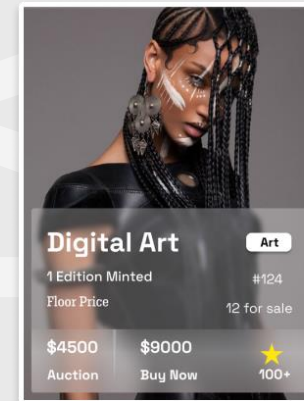 Digital Art
Art
1 Edition Minted
#124
Floor Price
12 for sale
$4500
$9000
Auction
Buy Now
100+